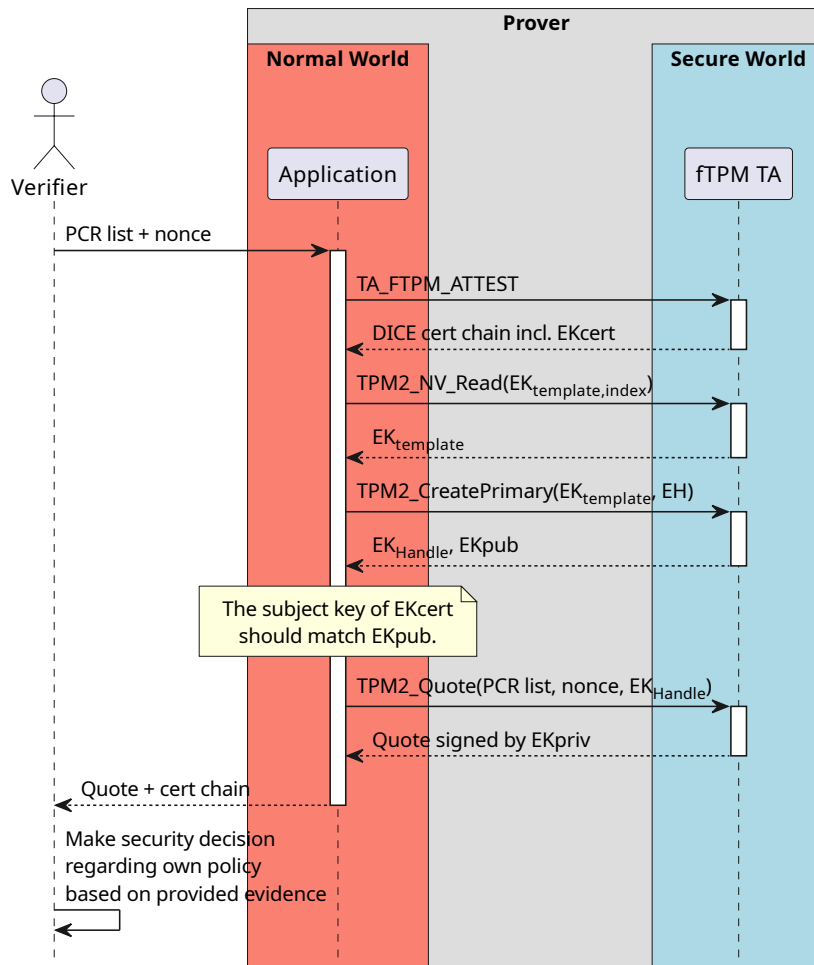 Prover
Normal World
Secure World
Verifier
Application
fTPM TA
PCR list + nonce
TA_FTPM_ATTEST
DICE cert chain incl. EKcert
TPM2_NV_Read(EKtemplate,index)
EKtemplate
TPM2_CreatePrimary(EKtemplate, EH)
EKHandle, EKpub
The subject key of EKcert
should match EKpub.
TPM2_Quote(PCR list, nonce, EKHandle)
Quote signed by EKpriv
Quote + cert chain
Make security decision
regarding own policy
based on provided evidence